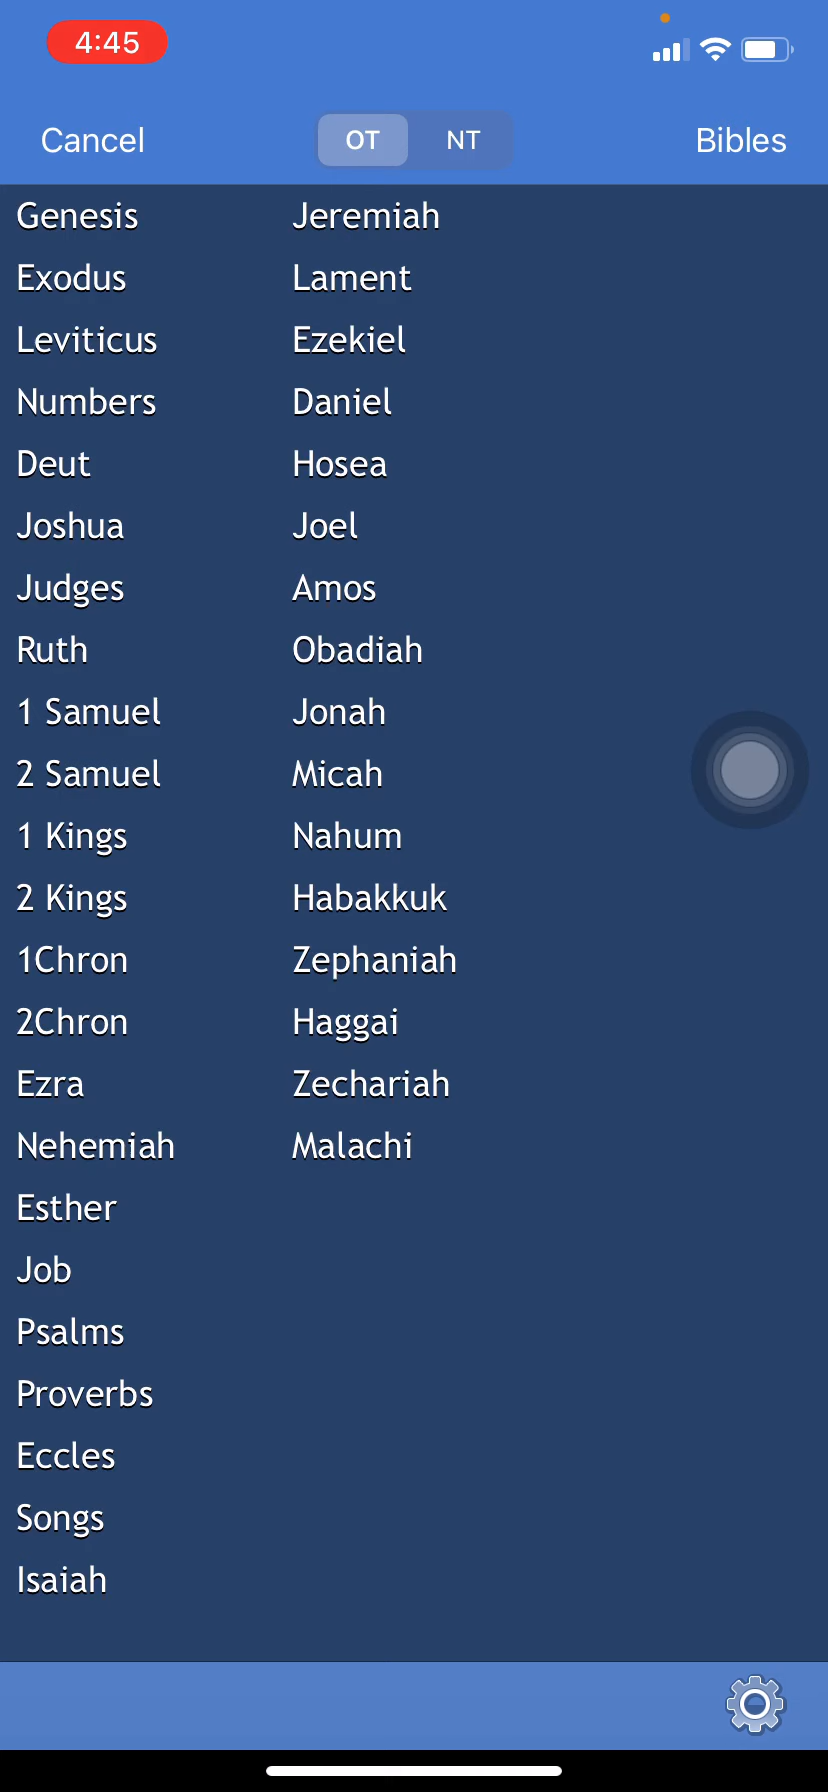 4:45
Cancel OT NT Bibles
Genesis
Exodus
Leviticus
Numbers
Deut
Joshua
Judges
Ruth
1 Samuel
2 Samuel
1 Kings
2 Kings
1Chron
2Chron
Ezra
Nehemiah
Esther
Job
Psalms
Proverbs
Eccles
Songs
Isaiah
Jeremiah
Lament
Ezekiel
Daniel
Hosea
Joel
Amos
Obadiah
Jonah
Micah
Nahum
Habakkuk
Zephaniah
Haggai
Zechariah
Malachi